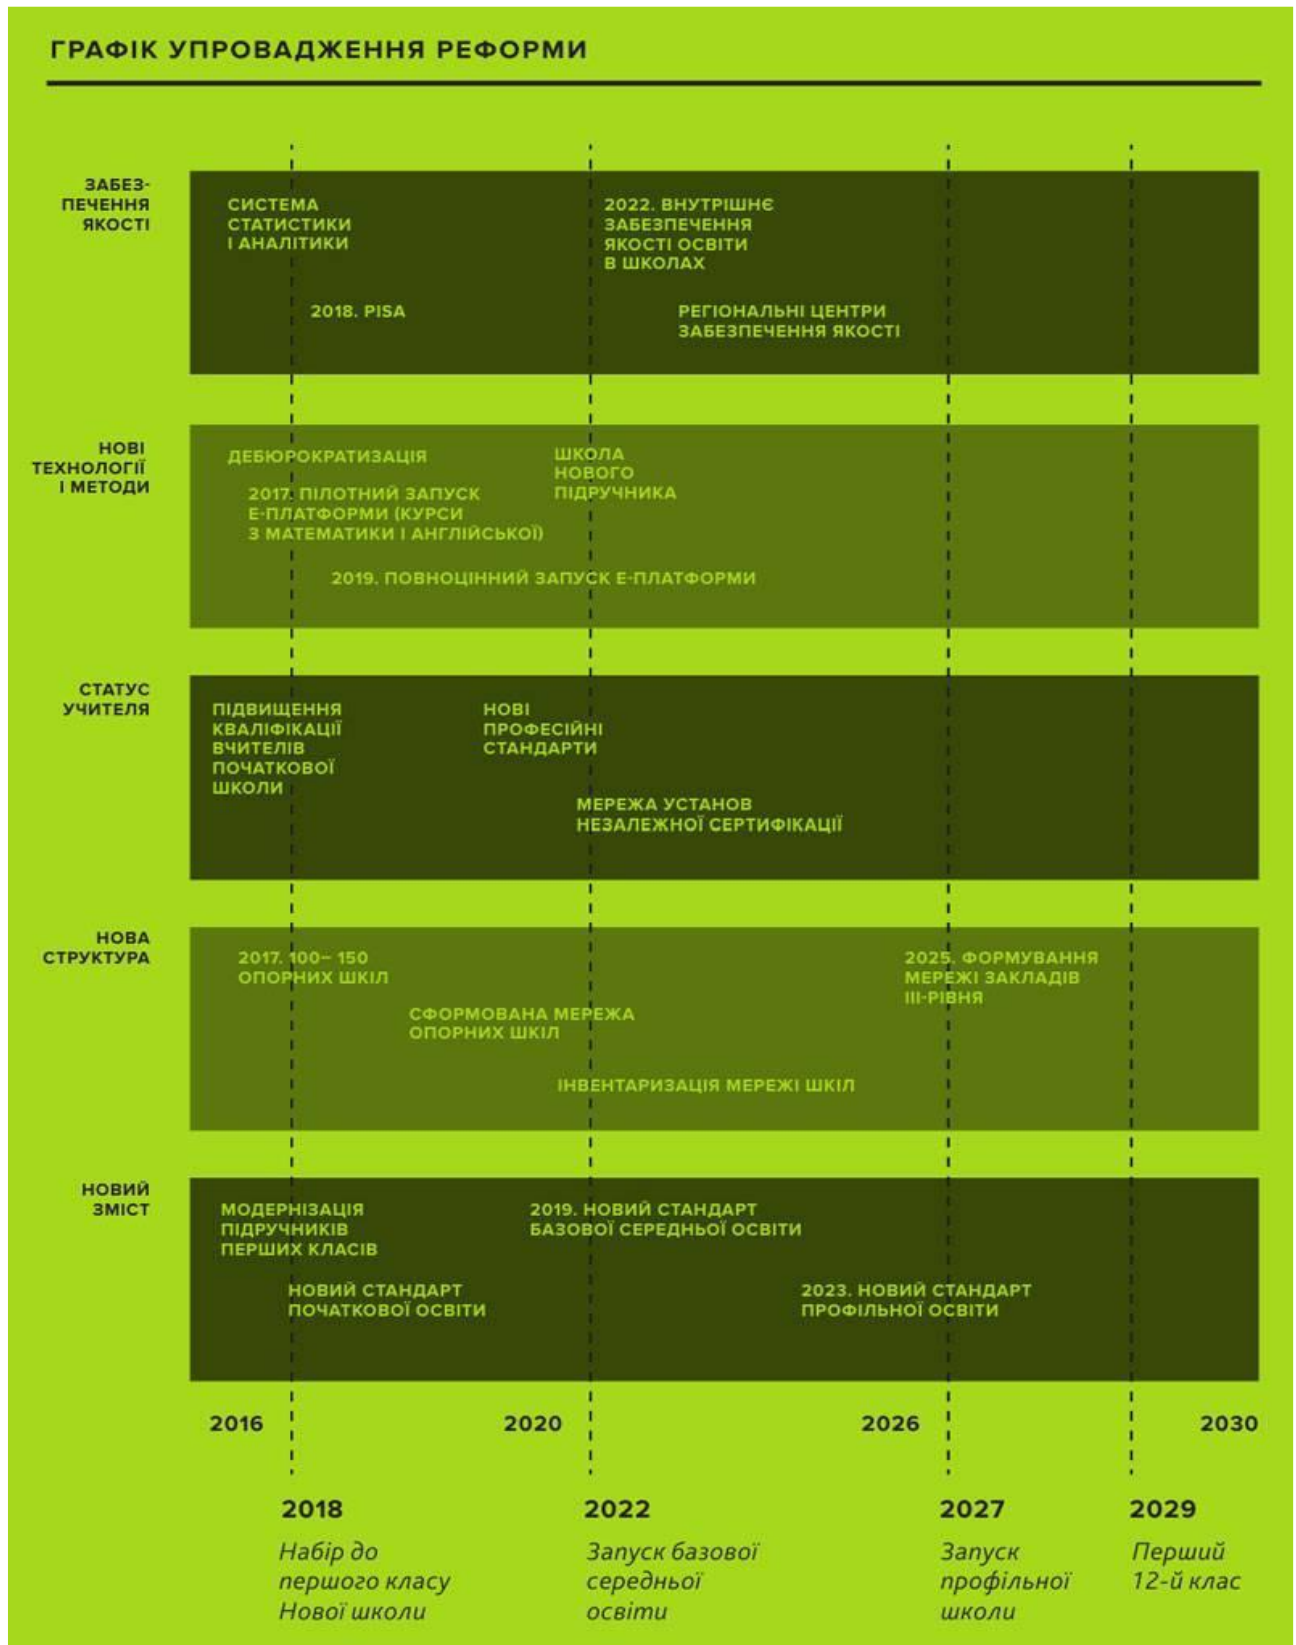 ГРАФІК УПРОВАДЖЕННЯ РЕФОРМИ
ЗАБЕЗ-
ПЕЧЕННЯ
ЯКОСТІ
СИСТЕМА
СТАТИСТИКИ
І АНАЛІТИКИ
2018. PISA
2022. ВНУТРІШНЄ
ЗАБЕЗПЕЧЕННЯ
ЯКОСТІ ОСВІТИ
В ШКОЛАХ
РЕГІОНАЛЬНІ ЦЕНТРИ
ЗАБЕЗПЕЧЕННЯ ЯКОСТІ
НОВІ
ТЕХНОЛОГІЇ
І МЕТОДИ
ДЕБЮРОКРАТИЗАЦІЯ
2017. ПІЛОТНИЙ ЗАПУСК
Е-ПЛАТФОРМИ (КУРСИ
З МАТЕМАТИКИ І АНГЛІЙСЬКОЇ)
ШКОЛА
НОВОГО
ПІДРУЧНИКА
2019. ПОВНОЦІННИЙ ЗАПУСК Е-ПЛАТФОРМИ
СТАТУС
УЧИТЕЛЯ
ПІДВИЩЕННЯ
КВАЛІФІКАЦІЇ
ВЧИТЕЛІВ
ПОЧАТКОВОЇ
ШКОЛИ
НОВІ
ПРОФЕСІЙНІ
СТАНДАРТИ
МЕРЕЖА УСТАНОВ
НЕЗАЛЕЖНОЇ СЕРТИФІКАЦІЇ
НОВА
СТРУКТУРА
2017. 100– 150
ОПОРНИХ ШКІЛ
СФОРМОВАНА МЕРЕЖА
ОПОРНИХ ШКІЛ
ІНВЕНТАРИЗАЦІЯ МЕРЕЖІ ШКІЛ
2025. ФОРМУВАННЯ
МЕРЕЖІ ЗАКЛАДІВ
ІІІ-РІВНЯ
НОВИЙ
ЗМІСТ
МОДЕРНІЗАЦІЯ
ПІДРУЧНИКІВ
ПЕРШИХ КЛАСІВ
НОВИЙ СТАНДАРТ
ПОЧАТКОВОЇ ОСВІТИ
2019. НОВИЙ СТАНДАРТ
БАЗОВОЇ СЕРЕДНЬОЇ ОСВІТИ
2023. НОВИЙ СТАНДАРТ
ПРОФІЛЬНОЇ ОСВІТИ
2016
2020
2026
2030
2018
Набір до
першого класу
Нової школи
2022
Запуск базової
середньої
освіти
2027
Запуск
профільної
школи
2029
Перший
12-й клас